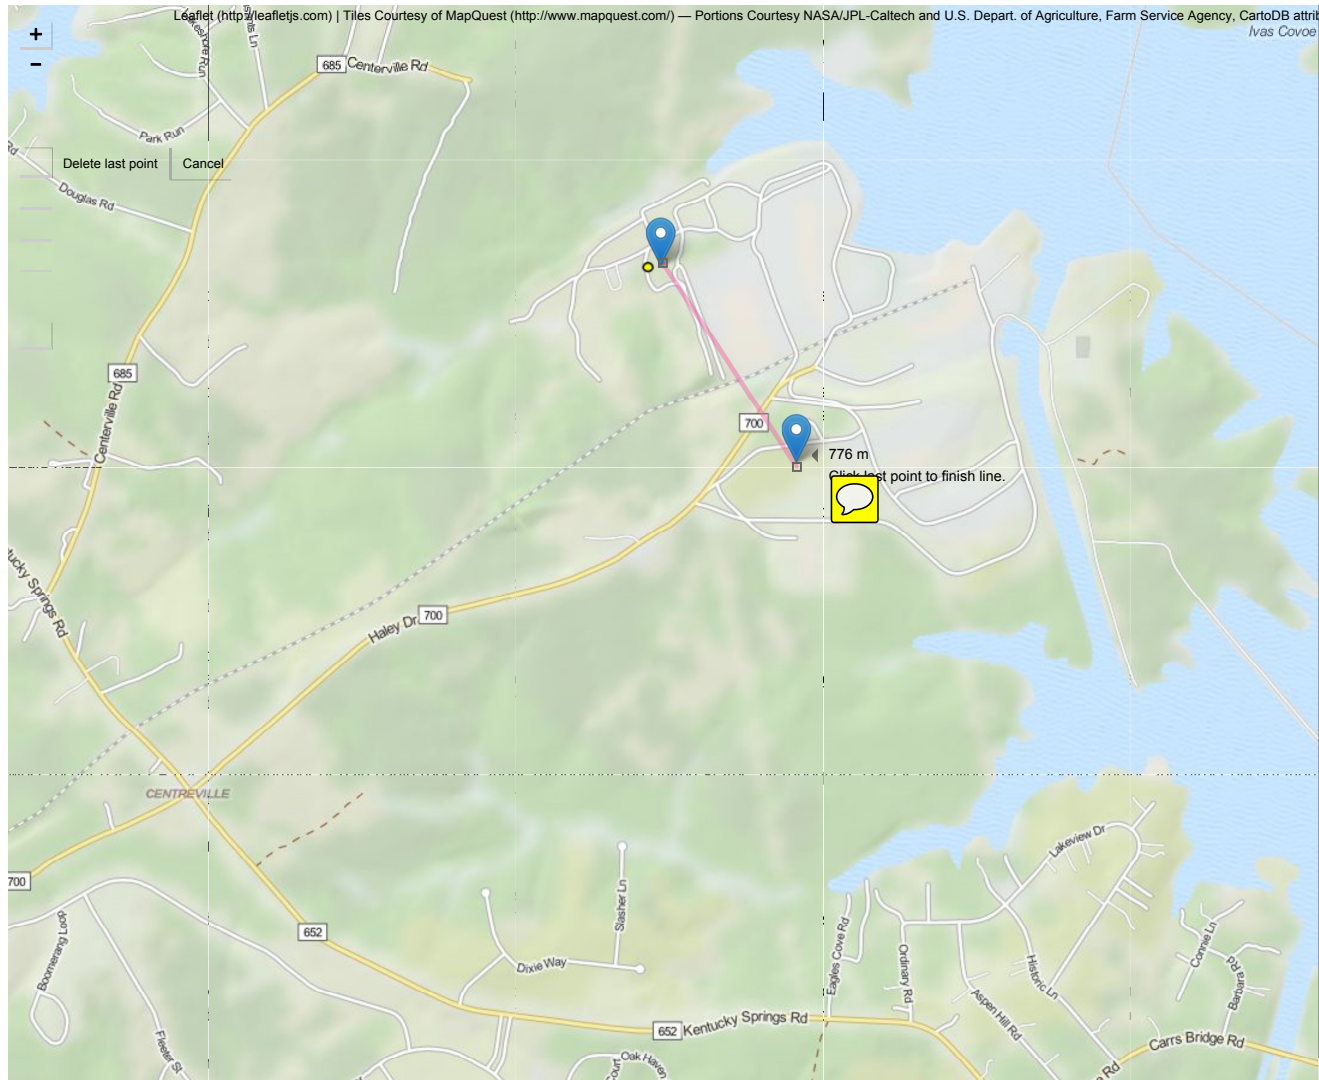 Leaflet (http://leafletjs.com) | Tiles Courtesy of MapQuest (http://www.mapquest.com/) — Portions Courtesy NASA/JPL-Caltech and U.S. Depart. of Agriculture, Farm Service Agency, CartoDB attrib
Ivas Covoe
+
−
685
Centerville Rd
Park Run
Delete last point
Cancel
Douglas Rd
685
Centerville Rd
700
776 m
Click last point to finish line.
Haley Dr
700
CENTREVILLE
Lakeview Dr
700
652
Slasher Ln
Dixie Way
Boomerang Loop
Eagles Cove Rd
Ordinary Rd
Historic Ln
Aspen Hill Rd
Connie Ln
Barbara Rd
652
Kentucky Springs Rd
Carrs Bridge Rd
Fleeter St
Oak Haven